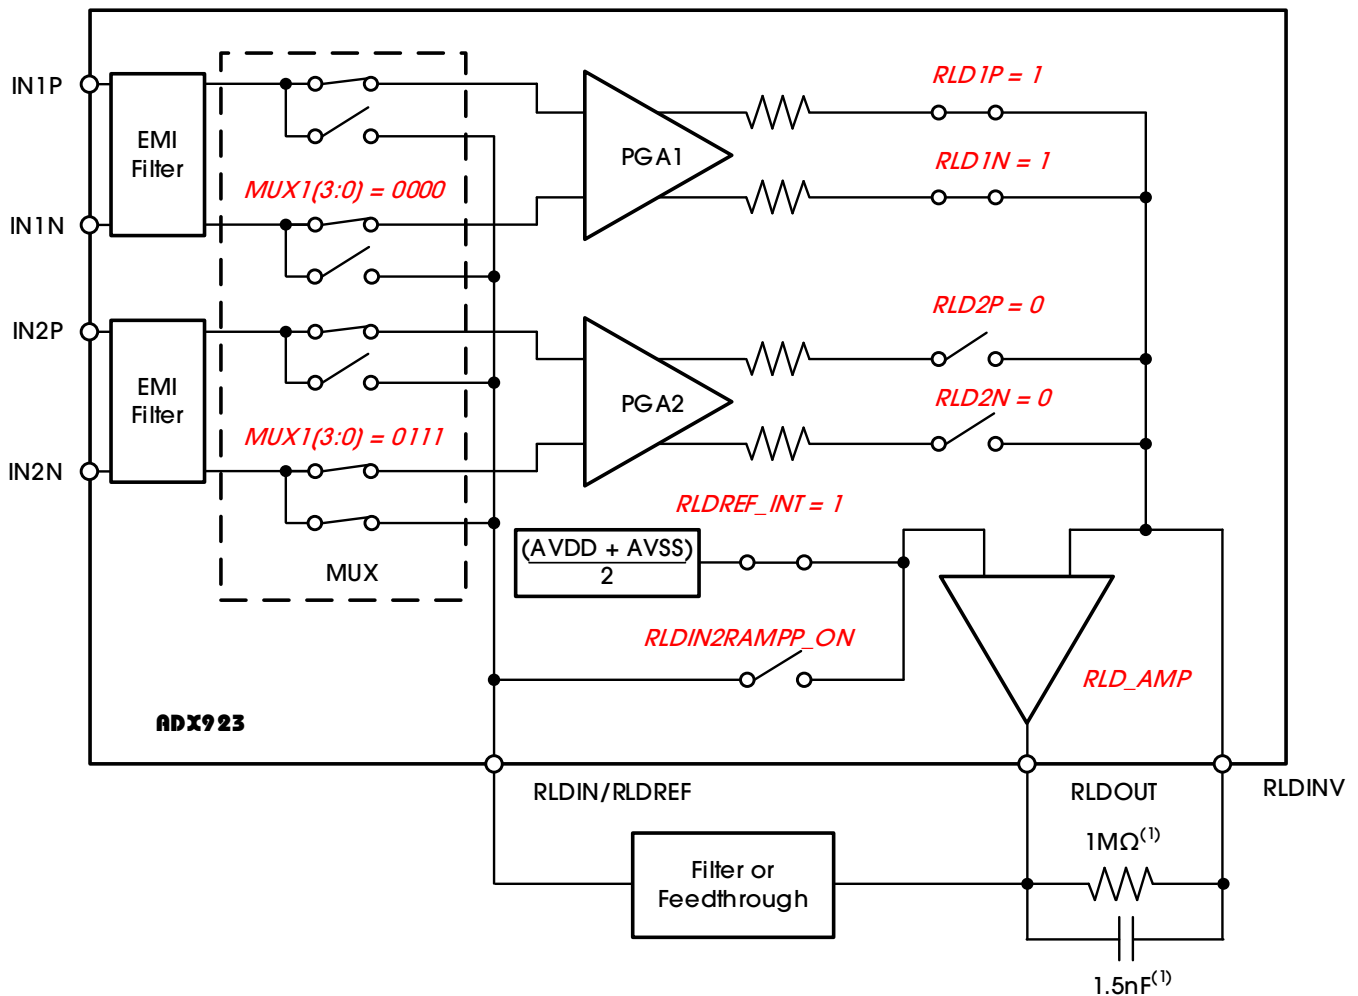 IN1P
EMI
Filter
IN1N
MUX1(3:0) = 0000
PGA1
RLD1P = 1
RLD1N = 1
IN2P
EMI
Filter
IN2N
MUX1(3:0) = 0111
MUX
PGA2
RLD2P = 0
RLD2N = 0
RLDREF_INT = 1
(AVDD + AVSS)
2
RLDIN2RAMPP_ON
RLD_AMP
ADX923
RLDIN/RLDREF
RLDOUT
RLDINV
Filter or
Feedthrough
1MΩ(1)
1.5nF(1)